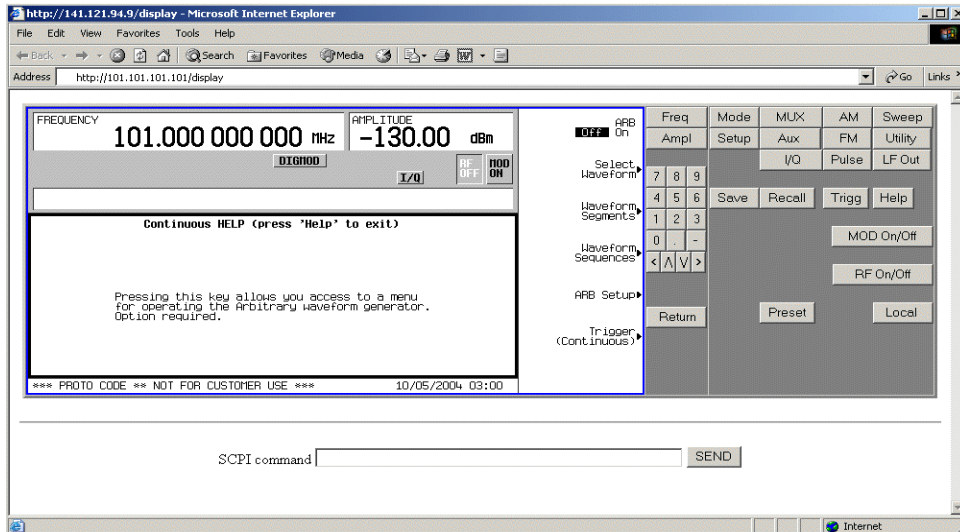 http://141.121.94.9/display - Microsoft Internet Explorer
File Edit View Favorites Tools Help
Back Search Favorites Media
Address http://101.101.101.101/display Go Links
FREQUENCY
101.000 000 000 MHz
AMPLITUDE
-130.00 dBm
DIGMOD
I/Q
RF OFF
MOD ON
Continuous HELP (press 'Help' to exit)
Pressing this key allows you access to a menu
for operating the Arbitrary waveform generator.
Option required.
*** PROTO CODE ** NOT FOR CUSTOMER USE *** 10/05/2004 03:00
ARB
Off On
Select
Waveform
Waveform
Segments
Waveform
Sequences
ARB Setup
Trigger
(Continuous)
Freq Mode MUX AM Sweep
Ampl Setup Aux FM Utility
I/Q Pulse LF Out
7 8 9
4 5 6 Save Recall Trigg Help
1 2 3
0 . - MOD On/Off
< Λ V >
RF On/Off
Return Preset Local
SCPI command SEND
Internet